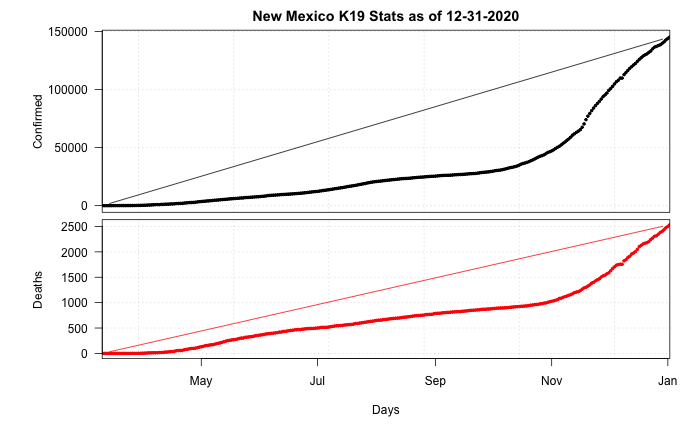 New Mexico K19 Stats as of 12-31-2020
150000
100000
50000
0
Confirmed
2500
2000
1500
1000
500
0
Deaths
May Jul Sep Nov Jan
Days